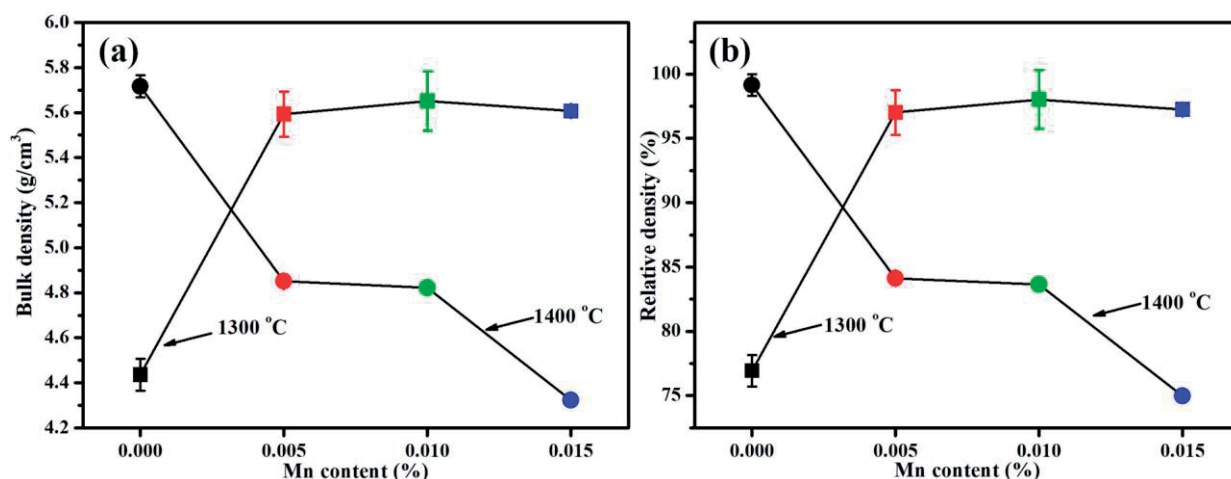 (a)
6.0
5.8
5.6
5.4
5.2
5.0
4.8
4.6
4.4
4.2
Bulk density (g/cm³)
1300 °C
1400 °C
0.000 0.005 0.010 0.015
Mn content (%)
(b)
100
95
90
85
80
75
Relative density (%)
1300 °C
1400 °C
0.000 0.005 0.010 0.015
Mn content (%)